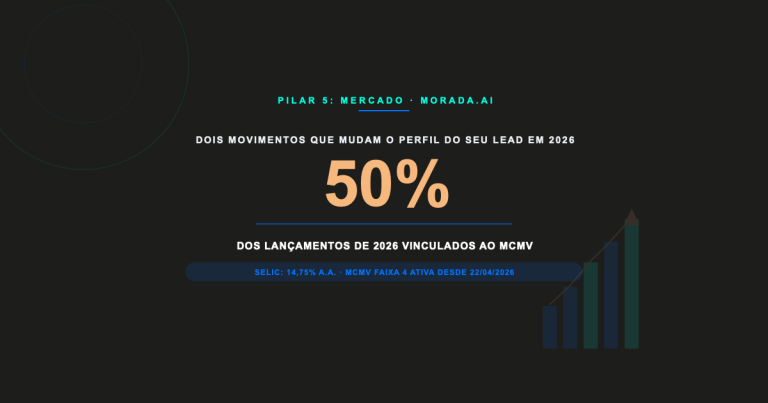 PILAR 5: MERCADO · MORADA.AI
DOIS MOVIMENTOS QUE MUDAM O PERFIL DO SEU LEAD EM 2026
50%
DOS LANÇAMENTOS DE 2026 VINCULADOS AO MCMV
SELIC: 14,75% A.A. · MCMV FAIXA 4 ATIVA DESDE 22/04/2026